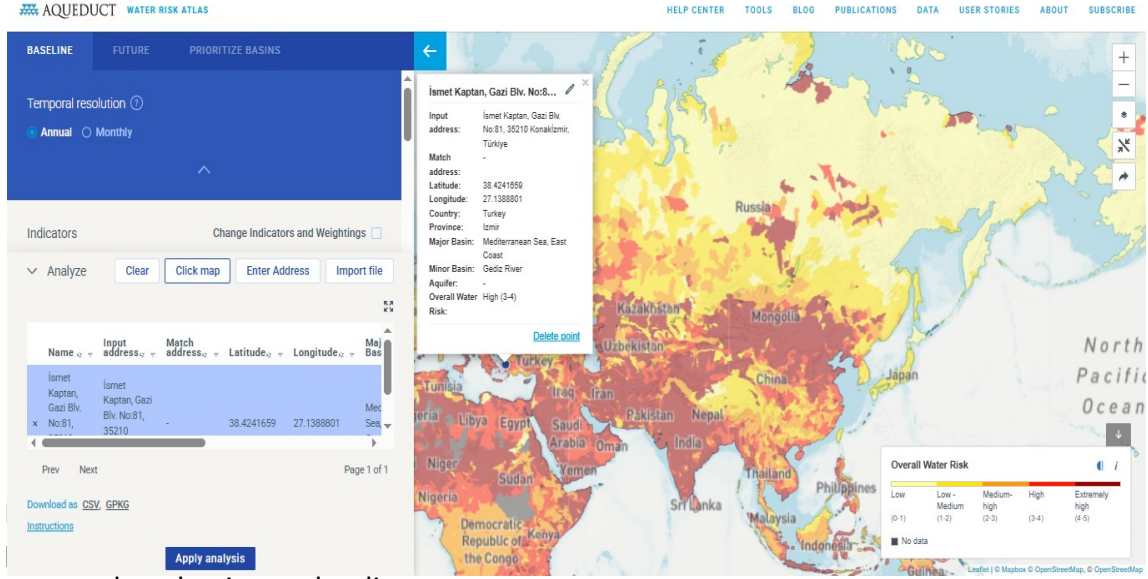 AQUEDUCT WATER RISK ATLAS
HELP CENTER TOOLS BLOG PUBLICATIONS DATA USER STORIES ABOUT SUBSCRIBE
BASELINE FUTURE PRIORITIZE BASINS
Temporal resolution ?
Annual Monthly
Indicators Change Indicators and Weightings
Analyze Clear Click map Enter Address Import file
Name Input address Match address Latitude Longitude Maj Bas
İsmet Kaptan, Gazi Blv. No:81,
İsmet Kaptan, Gazi Blv. No:81, 35210
- 38.4241659 27.1388801
Sea,
x
Prev Next Page 1 of 1
Download as CSV, GPKG
Instructions
Apply analysis
İsmet Kaptan, Gazi Blv. No:8... ×
Input address: İsmet Kaptan, Gazi Blv.
No:81, 35210 Konakİzmir,
Türkiye
Match address: -
Latitude: 38.4241659
Longitude: 27.1388801
Country: Turkey
Province: Izmir
Major Basin: Mediterranean Sea, East
Coast
Minor Basin: Gediz River
Aquifer: -
Overall Water Risk: High (3-4)
Delete point
Russia
Kazakhstan
Mongolia
Uzbekistan
Turkey
China
Japan
North
Pacific
Ocean
Tunisia
Iraq
Iran
Libya
Egypt
Saudi
Arabia
Pakistan
Nepal
Oman
India
Niger
Sudan
Yemen
Thailand
Philippines
Nigeria
Sri Lanka
Malaysia
Democratic
Republic of
the Congo
Kenya
Indonesia
Guinea
+
−
Overall Water Risk i
Low Low - Medium Medium- high High Extremely high
(0-1) (1-2) (2-3) (3-4) (4-5)
No data
Leaflet | © Mapbox © OpenStreetMap, © OpenStreetMap